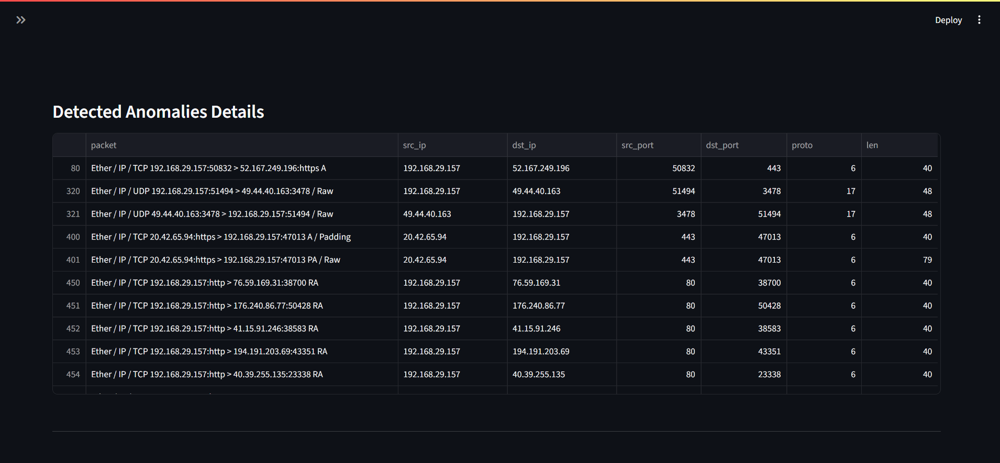 Deploy
Detected Anomalies Details
packet src_ip dst_ip src_port dst_port proto len
80 Ether / IP / TCP 192.168.29.157:50832 > 52.167.249.196:https A 192.168.29.157 52.167.249.196 50832 443 6 40
320 Ether / IP / UDP 192.168.29.157:51494 > 49.44.40.163:3478 / Raw 192.168.29.157 49.44.40.163 51494 3478 17 48
321 Ether / IP / UDP 49.44.40.163:3478 > 192.168.29.157:51494 / Raw 49.44.40.163 192.168.29.157 3478 51494 17 48
400 Ether / IP / TCP 20.42.65.94:https > 192.168.29.157:47013 A / Padding 20.42.65.94 192.168.29.157 443 47013 6 40
401 Ether / IP / TCP 20.42.65.94:https > 192.168.29.157:47013 PA / Raw 20.42.65.94 192.168.29.157 443 47013 6 79
450 Ether / IP / TCP 192.168.29.157:http > 76.59.169.31:38700 RA 192.168.29.157 76.59.169.31 80 38700 6 40
451 Ether / IP / TCP 192.168.29.157:http > 176.240.86.77:50428 RA 192.168.29.157 176.240.86.77 80 50428 6 40
452 Ether / IP / TCP 192.168.29.157:http > 41.15.91.246:38583 RA 192.168.29.157 41.15.91.246 80 38583 6 40
453 Ether / IP / TCP 192.168.29.157:http > 194.191.203.69:43351 RA 192.168.29.157 194.191.203.69 80 43351 6 40
454 Ether / IP / TCP 192.168.29.157:http > 40.39.255.135:23338 RA 192.168.29.157 40.39.255.135 80 23338 6 40